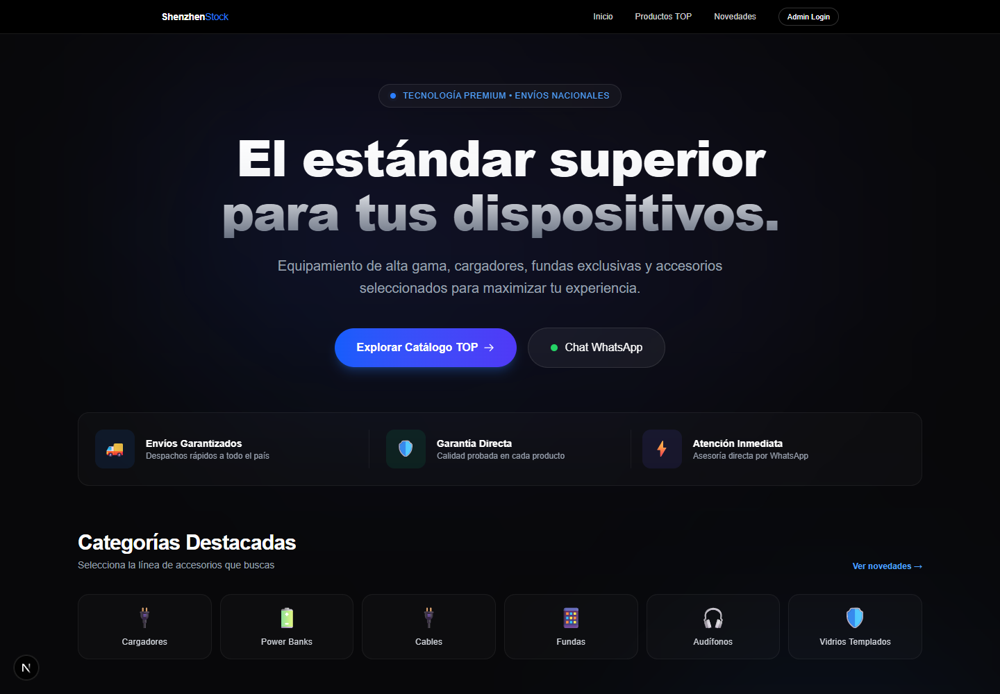 ShenzhenStock
Inicio
Productos TOP
Novedades
Admin Login
TECNOLOGÍA PREMIUM • ENVÍOS NACIONALES
El estándar superior
para tus dispositivos.
Equipamiento de alta gama, cargadores, fundas exclusivas y accesorios
seleccionados para maximizar tu experiencia.
Explorar Catálogo TOP →
Chat WhatsApp
Envíos Garantizados
Despachos rápidos a todo el país
Garantía Directa
Calidad probada en cada producto
Atención Inmediata
Asesoría directa por WhatsApp
Categorías Destacadas
Selecciona la línea de accesorios que buscas
Ver novedades →
Cargadores
Power Banks
Cables
Fundas
Audífonos
Vidrios Templados
N